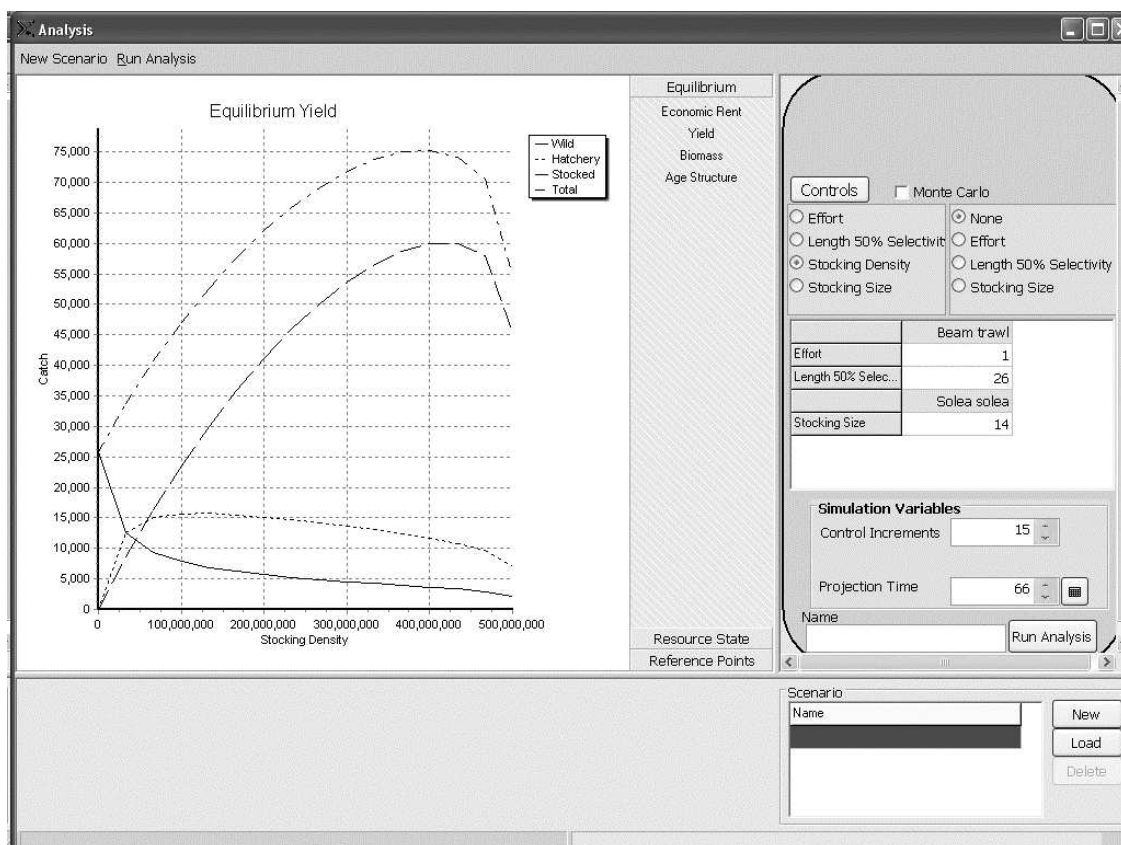 Analysis
New Scenario Run Analysis
Equilibrium Yield
Wild
Hatchery
Stocked
Total
75,000
70,000
65,000
60,000
55,000
50,000
45,000
40,000
35,000
30,000
25,000
20,000
15,000
10,000
5,000
0
Catch
0 100,000,000 200,000,000 300,000,000 400,000,000 500,000,000
Stocking Density
Equilibrium
Economic Rent
Yield
Biomass
Age Structure
Resource State
Reference Points
Controls Monte Carlo
Effort
Length 50% Selectivit
Stocking Density
Stocking Size
None
Effort
Length 50% Selectivity
Stocking Size
Beam trawl
Effort 1
Length 50% Selec... 26
Solea solea
Stocking Size 14
Simulation Variables
Control Increments 15
Projection Time 66
Name
Run Analysis
Scenario
Name
New
Load
Delete